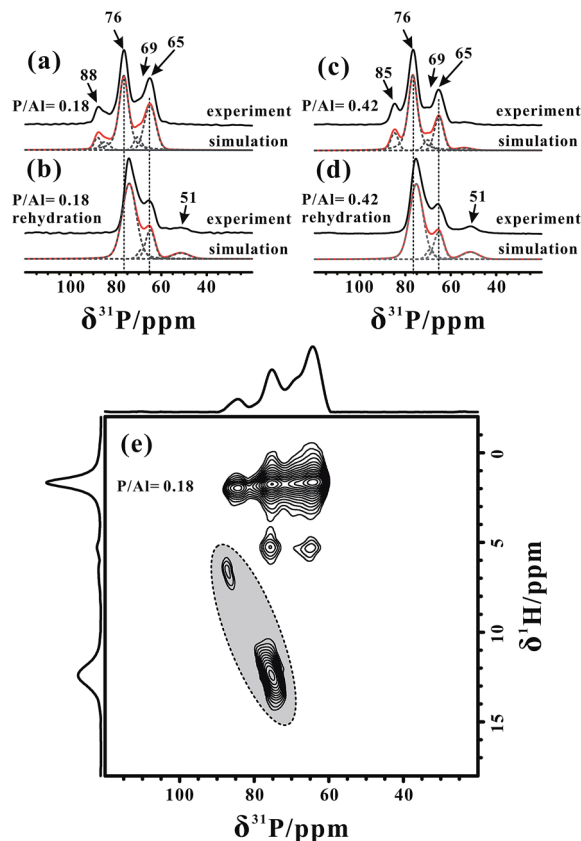 76
(a)
69
65
88
P/Al= 0.18
experiment
simulation
(b)
P/Al= 0.18
rehydration
51
experiment
simulation
100 80 60 40
δ³¹P/ppm
76
(c)
69
65
85
P/Al= 0.42
experiment
simulation
(d)
P/Al= 0.42
rehydration
51
experiment
simulation
100 80 60 40
δ³¹P/ppm
(e)
P/Al= 0.18
0
5
10
15
δ¹H/ppm
100 80 60 40
δ³¹P/ppm